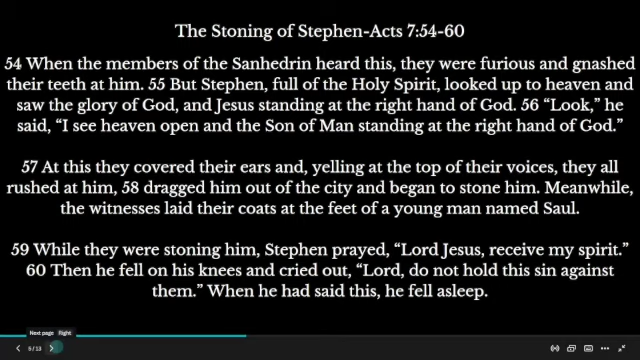 The Stoning of Stephen-Acts 7:54-60
54 When the members of the Sanhedrin heard this, they were furious and gnashed
their teeth at him. 55 But Stephen, full of the Holy Spirit, looked up to heaven and
saw the glory of God, and Jesus standing at the right hand of God. 56 “Look,” he
said, “I see heaven open and the Son of Man standing at the right hand of God.”
57 At this they covered their ears and, yelling at the top of their voices, they all
rushed at him, 58 dragged him out of the city and began to stone him. Meanwhile,
the witnesses laid their coats at the feet of a young man named Saul.
59 While they were stoning him, Stephen prayed, “Lord Jesus, receive my spirit.”
60 Then he fell on his knees and cried out, “Lord, do not hold this sin against
them.” When he had said this, he fell asleep.
Next page Right
5/13